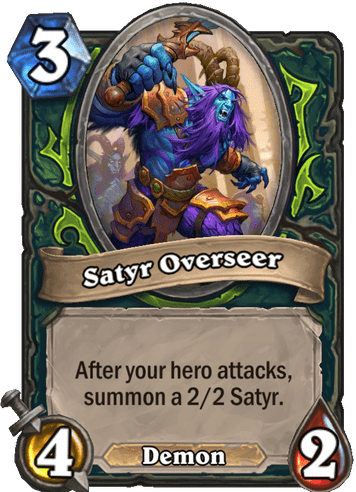 3
Satyr Overseer
After your hero attacks,
summon a 2/2 Satyr.
4
Demon
2